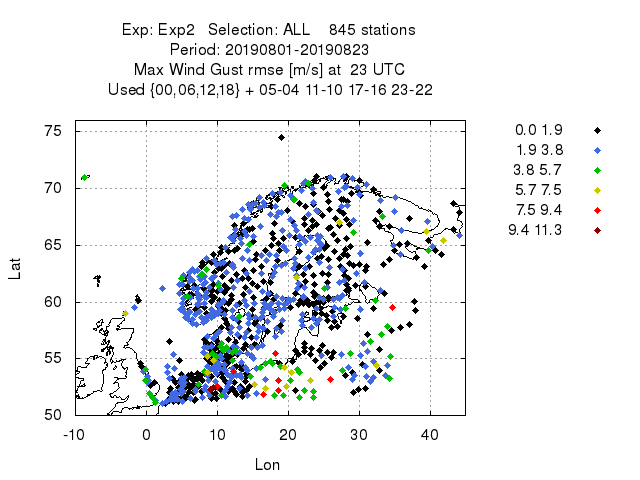 Exp: Exp2 Selection: ALL 845 stations
Period: 20190801-20190823
Max Wind Gust rmse [m/s] at 23 UTC
Used {00,06,12,18} + 05-04 11-10 17-16 23-22
75
70
65
60
55
50
Lat
-10 0 10 20 30 40
Lon
0.0 1.9
1.9 3.8
3.8 5.7
5.7 7.5
7.5 9.4
9.4 11.3